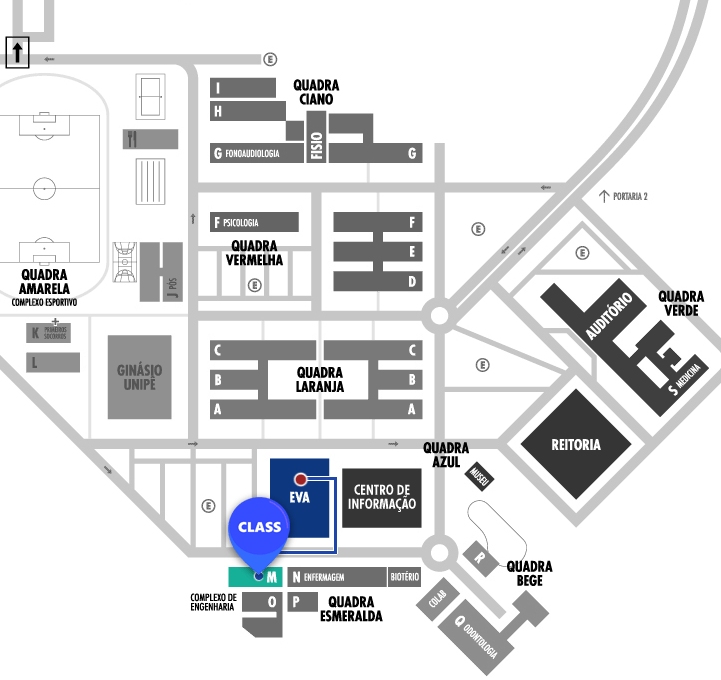 E
I
QUADRA
CIANO
H
FISIO
G FONOAUDIOLOGIA
G
PORTARIA 2
F PSICOLOGIA
F
E
QUADRA
VERMELHA
E
E
E
D
J PÓS
QUADRA
AMARELA
COMPLEXO ESPORTIVO
AUDITÓRIO
QUADRA
VERDE
S MEDICINA
K PRIMEIROS
SOCORROS
L
GINÁSIO
UNIPÊ
C
C
QUADRA
LARANJA
B
B
A
A
E
REITORIA
QUADRA
AZUL
MUSEU
EVA
CENTRO DE
INFORMAÇÃO
E
CLASS
R
QUADRA
BEGE
M
N ENFERMAGEM
BIOTÉRIO
COMPLEXO DE
ENGENHARIA
O
P
QUADRA
ESMERALDA
COLAB
Q ODONTOLOGIA